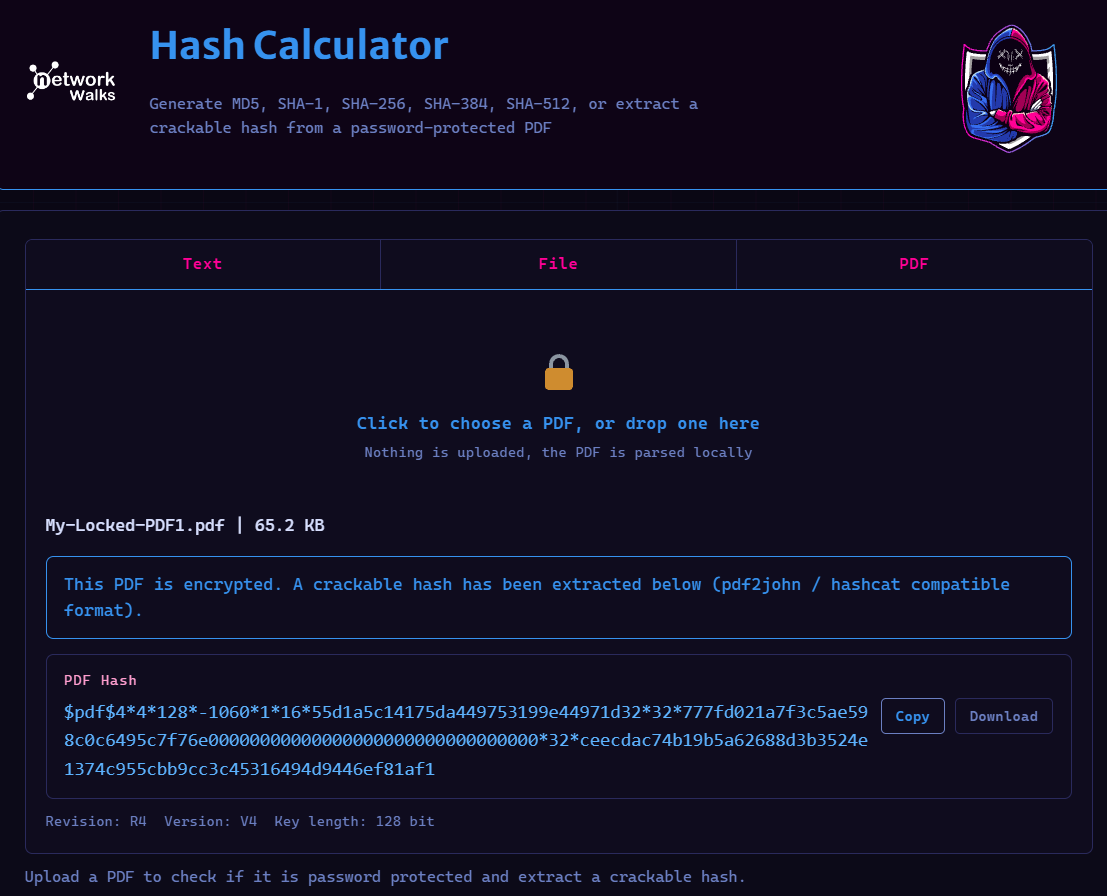 network
walks
Hash Calculator
Generate MD5, SHA-1, SHA-256, SHA-384, SHA-512, or extract a
crackable hash from a password-protected PDF
Text
File
PDF
Click to choose a PDF, or drop one here
Nothing is uploaded, the PDF is parsed locally
My-Locked-PDF1.pdf | 65.2 KB
This PDF is encrypted. A crackable hash has been extracted below (pdf2john / hashcat compatible
format).
PDF Hash
$pdf$4*4*128*-1060*1*16*55d1a5c14175da449753199e44971d32*32*777fd021a7f3c5ae59
8c0c6495c7f76e00000000000000000000000000000000*32*ceecdac74b19b5a62688d3b3524e
1374c955cbb9cc3c45316494d9446ef81af1
Copy
Download
Revision: R4 Version: V4 Key length: 128 bit
Upload a PDF to check if it is password protected and extract a crackable hash.